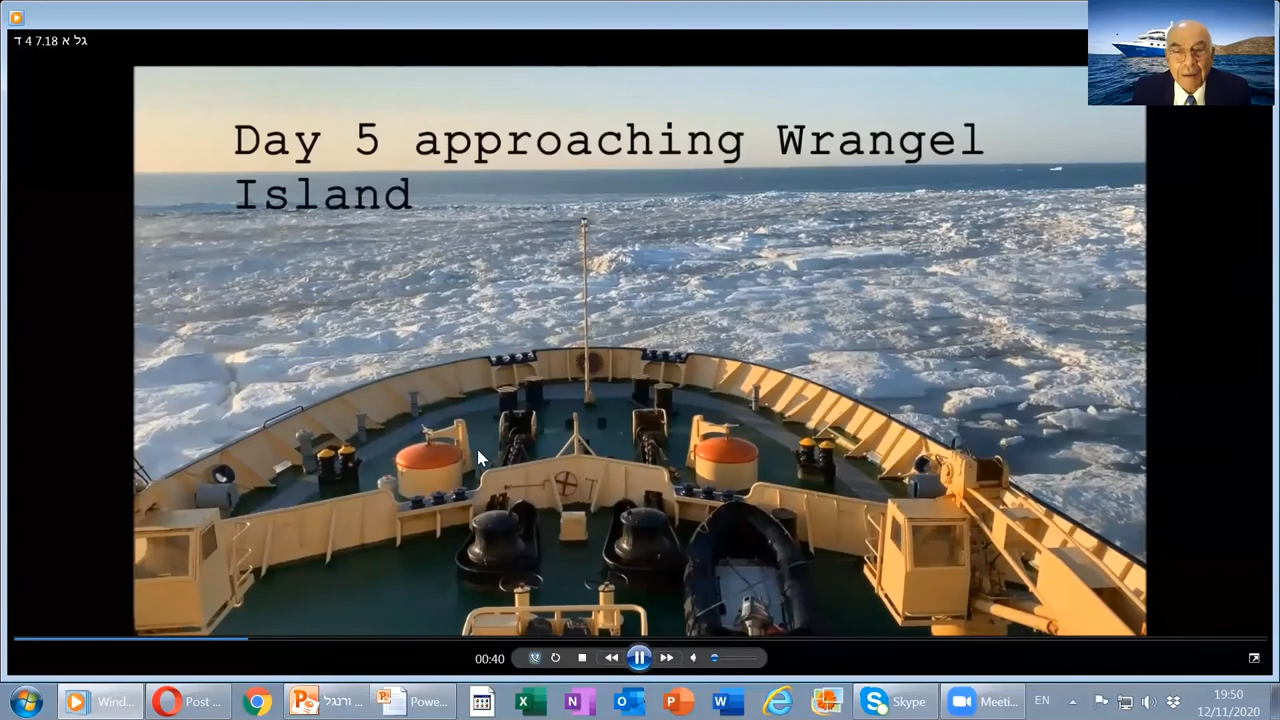 גל א 7.18 4 ד
Day 5 approaching Wrangel
Island
00:40
Wind...
Post ...
ורנגל ...
Powe...
Skype
Meeti...
EN
19:50
12/11/2020